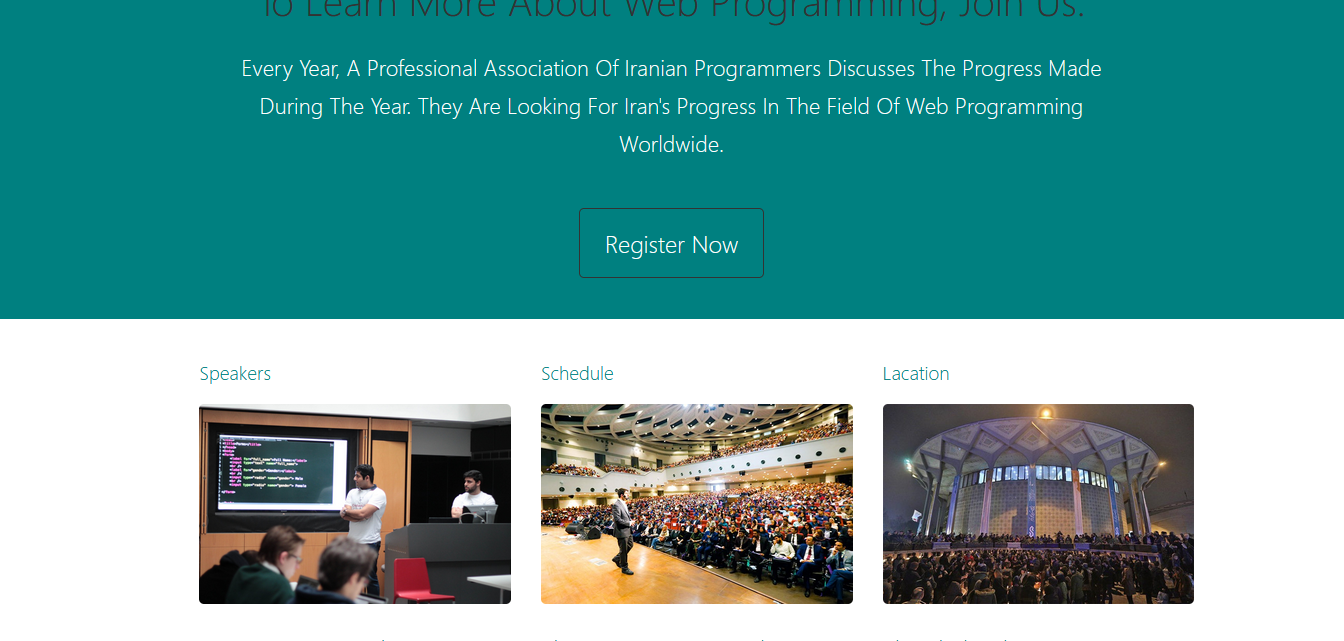 To Learn More About Web Programming, Join Us.
Every Year, A Professional Association Of Iranian Programmers Discusses The Progress Made
During The Year. They Are Looking For Iran's Progress In The Field Of Web Programming
Worldwide.
Register Now
Speakers
Schedule
Lacation